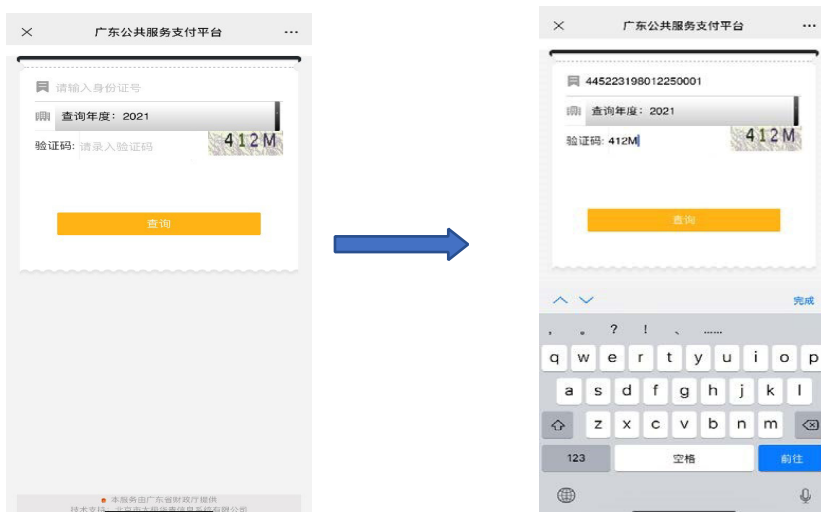 广东公共服务支付平台
请输入身份证号
查询年度：2021
验证码: 请录入验证码
412M
查询
本服务由广东省财政厅提供
广东公共服务支付平台
445223198012250001
查询年度：2021
验证码: 412M
412M
查询
完成
， 。 ? ! 、 ……
q w e r t y u i o p
a s d f g h j k l
z x c v b n m
123 空格 前往